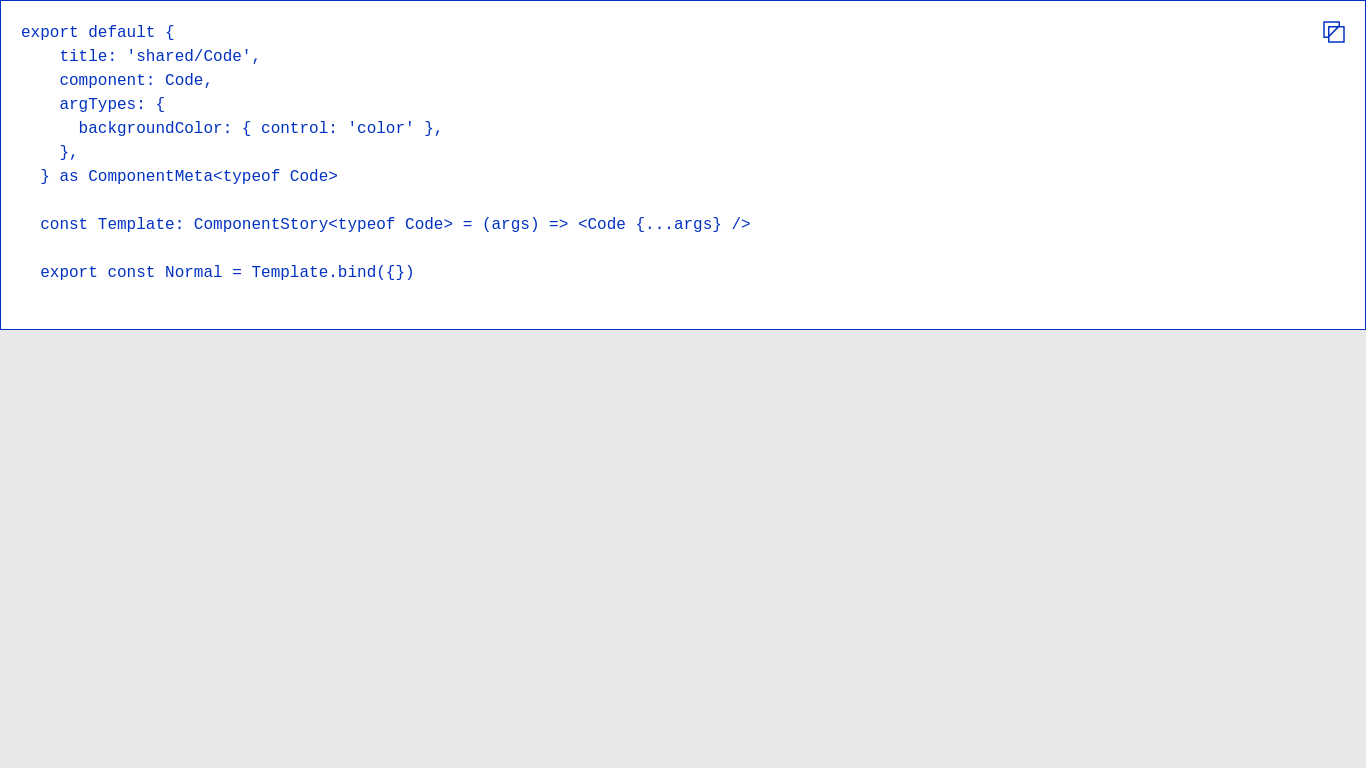 export default {
    title: 'shared/Code',
    component: Code,
    argTypes: {
      backgroundColor: { control: 'color' },
    },
  } as ComponentMeta<typeof Code>

  const Template: ComponentStory<typeof Code> = (args) => <Code {...args} />

  export const Normal = Template.bind({})